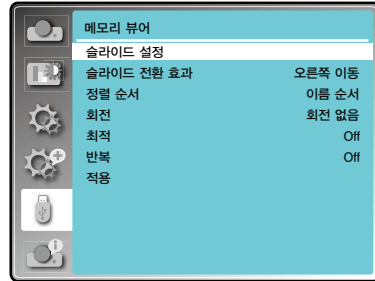 메모리 뷰어
슬라이드 설정
슬라이드 전환 효과 오른쪽 이동
정렬 순서 이름 순서
회전 회전 없음
최적 Off
반복 Off
적용